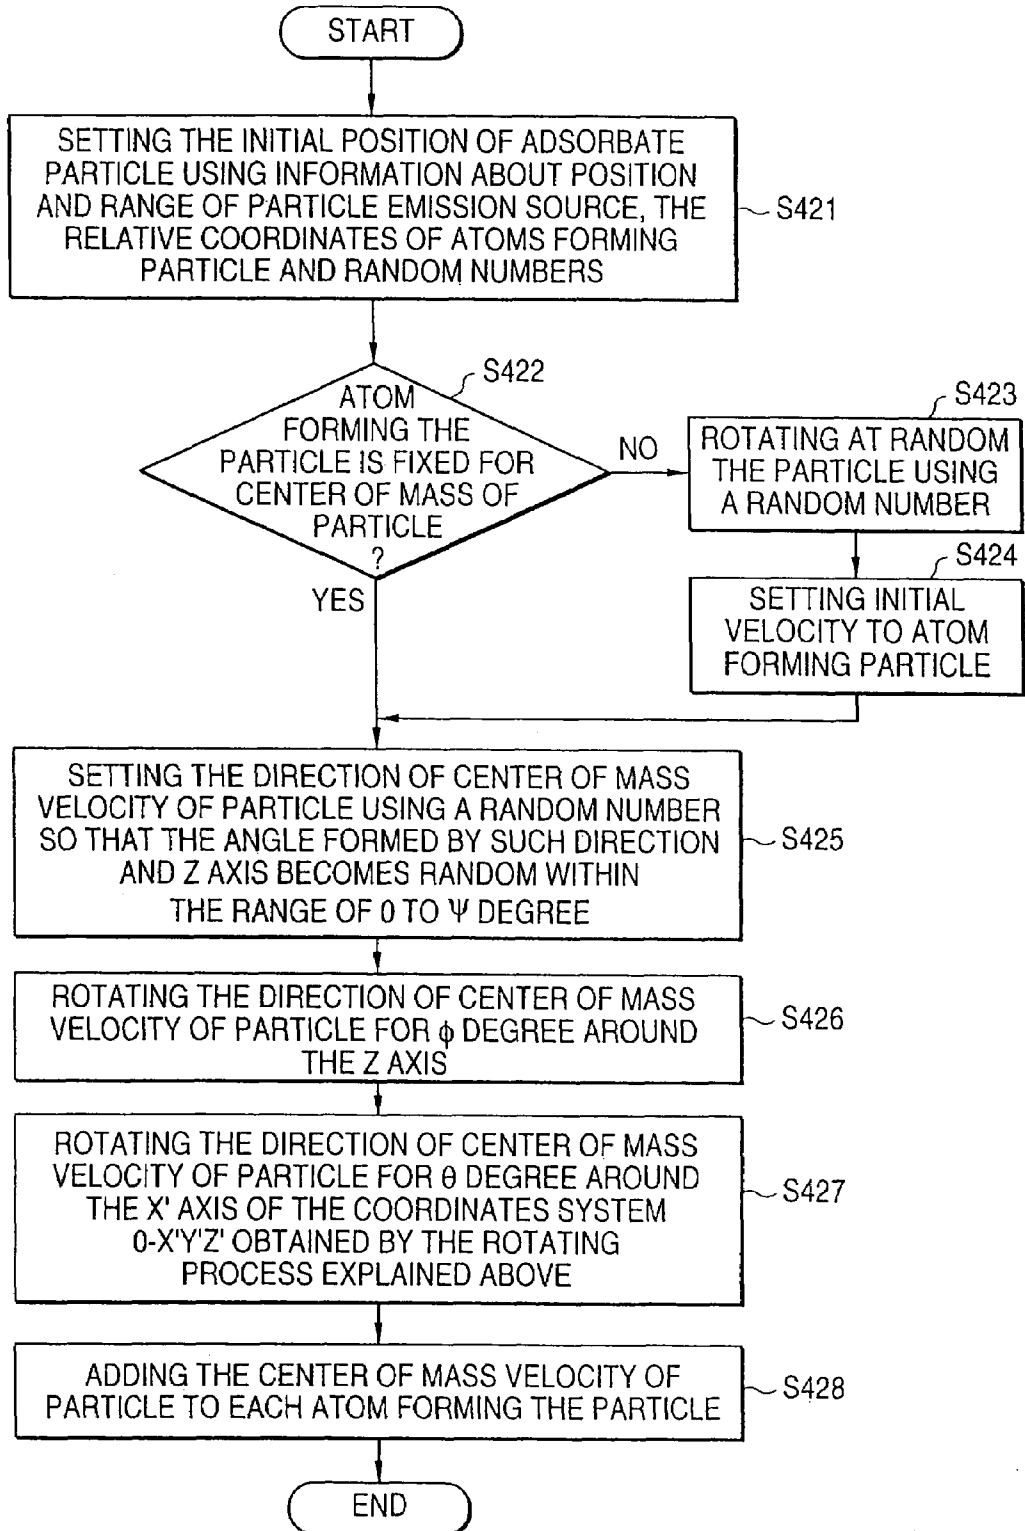 START
SETTING THE INITIAL POSITION OF ADSORBATE
PARTICLE USING INFORMATION ABOUT POSITION
AND RANGE OF PARTICLE EMISSION SOURCE, THE
RELATIVE COORDINATES OF ATOMS FORMING
PARTICLE AND RANDOM NUMBERS
S421
S422
ATOM
FORMING THE
PARTICLE IS FIXED FOR
CENTER OF MASS OF
PARTICLE
?
NO
YES
S423
ROTATING AT RANDOM
THE PARTICLE USING
A RANDOM NUMBER
S424
SETTING INITIAL
VELOCITY TO ATOM
FORMING PARTICLE
SETTING THE DIRECTION OF CENTER OF MASS
VELOCITY OF PARTICLE USING A RANDOM NUMBER
SO THAT THE ANGLE FORMED BY SUCH DIRECTION
AND Z AXIS BECOMES RANDOM WITHIN
THE RANGE OF 0 TO Ψ DEGREE
S425
ROTATING THE DIRECTION OF CENTER OF MASS
VELOCITY OF PARTICLE FOR ϕ DEGREE AROUND
THE Z AXIS
S426
ROTATING THE DIRECTION OF CENTER OF MASS
VELOCITY OF PARTICLE FOR θ DEGREE AROUND
THE X' AXIS OF THE COORDINATES SYSTEM
0-X'Y'Z' OBTAINED BY THE ROTATING
PROCESS EXPLAINED ABOVE
S427
ADDING THE CENTER OF MASS VELOCITY OF
PARTICLE TO EACH ATOM FORMING THE PARTICLE
S428
END